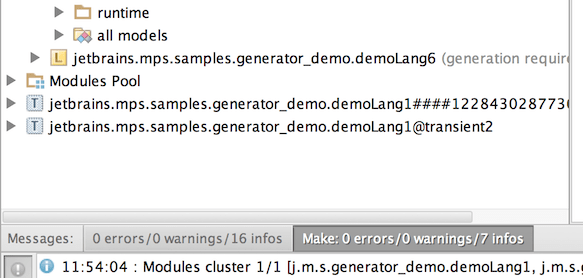 runtime
all models
L jetbrains.mps.samples.generator_demo.demoLang6 (generation require
Modules Pool
T jetbrains.mps.samples.generator_demo.demoLang1####122843028773
T jetbrains.mps.samples.generator_demo.demoLang1@transient2
Messages: 0 errors/0 warnings/16 infos Make: 0 errors/0 warnings/7 infos
11:54:04 : Modules cluster 1/1 [j.m.s.generator_demo.demoLang1, j.m.s.